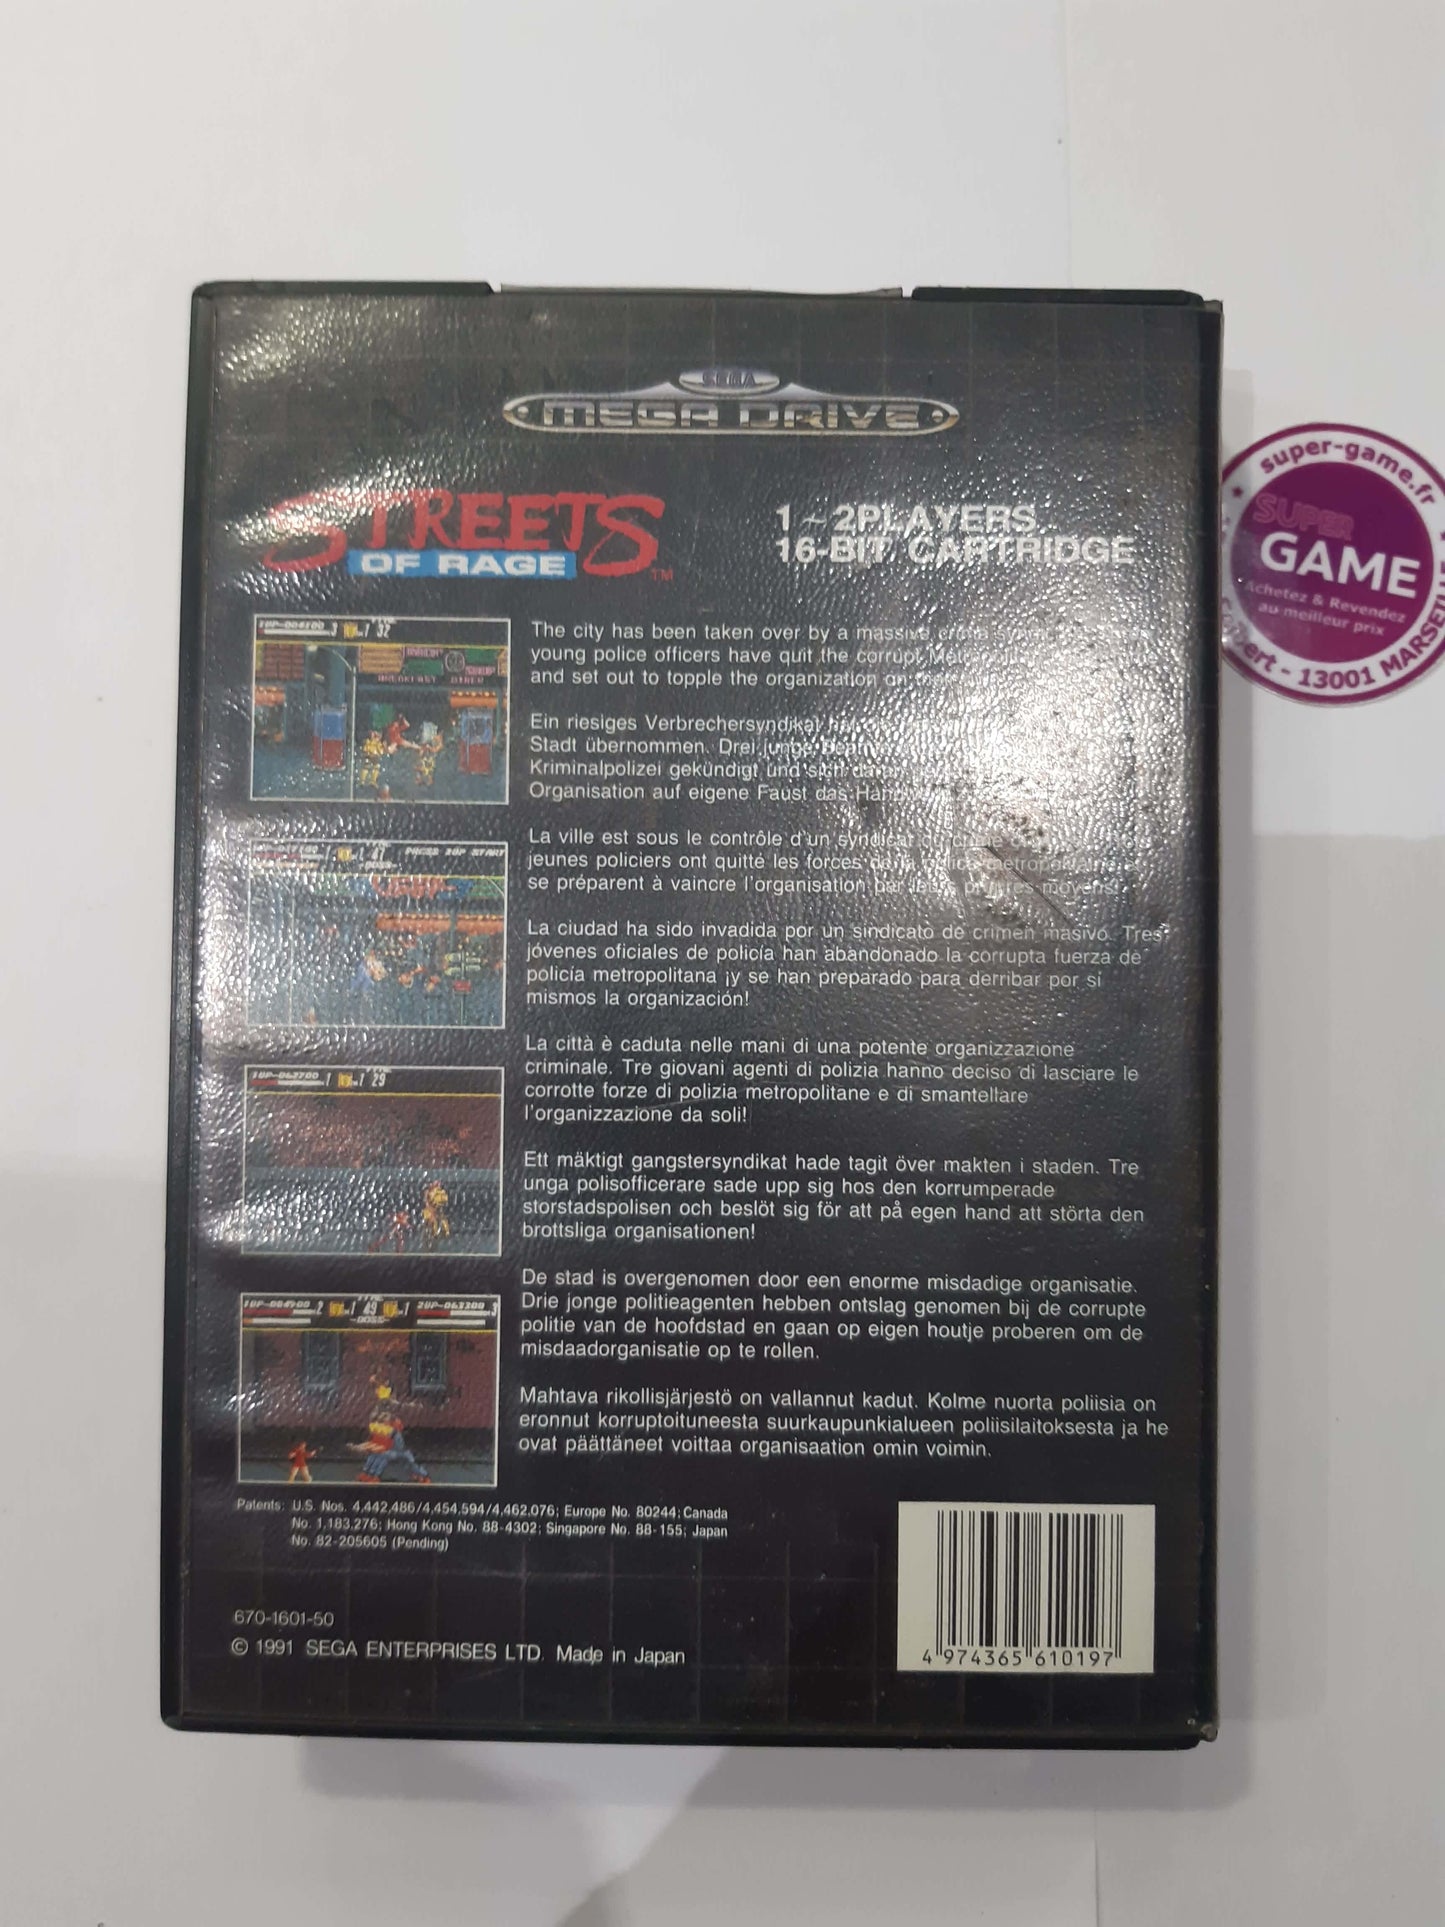 SEGA
MEGA DRIVE
STREETS
OF RAGE
TM
1~2PLAYERS
16-BIT CARTRIDGE
The city has been taken over by a massive
young police officers have quit the corrupt
and set out to topple the organization on
Ein riesiges Verbrechersyndikat hat
Stadt übernommen. Drei junge
Kriminalpolizei gekündigt und sich
Organisation auf eigene Faust das
La ville est sous le contrôle d'un syndicat du
jeunes policiers ont quitté les forces de la police métropolitaine
se préparent à vaincre l'organisation par leurs propres moyens!
La ciudad ha sido invadida por un sindicato de crimen masivo. Tres
jóvenes oficiales de policía han abandonado la corrupta fuerza de
policía metropolitana ¡y se han preparado para derribar por si
mismos la organización!
La città è caduta nelle mani di una potente organizzazione
criminale. Tre giovani agenti di polizia hanno deciso di lasciare le
corrotte forze di polizia metropolitane e di smantellare
l'organizzazione da soli!
Ett mäktigt gangstersyndikat hade tagit över makten i staden. Tre
unga polisofficerare sade upp sig hos den korrumperade
storstadspolisen och beslöt sig för att på egen hand att störta den
brottsliga organisationen!
De stad is overgenomen door een enorme misdadige organisatie.
Drie jonge politieagenten hebben ontslag genomen bij de corrupte
politie van de hoofdstad en gaan op eigen houtje proberen om de
misdaadorganisatie op te rollen.
Mahtava rikollisjärjestö on vallannut kadut. Kolme nuorta poliisia on
eronnut korruptoituneesta suurkaupunkialueen poliisilaitoksesta ja he
ovat päättäneet voittaa organisaation omin voimin.
Patents: U.S. Nos. 4,442,486/4,454,594/4,462,076; Europe No. 80244; Canada
No. 1,183,276; Hong Kong No. 88-4302; Singapore No. 88-155; Japan
No. 82-205605 (Pending)
670-1601-50
© 1991 SEGA ENTERPRISES LTD. Made in Japan
4 974365 610197
super-game.fr
SUPER
GAME
Achetez & Revendez
au meilleur prix
- 13001